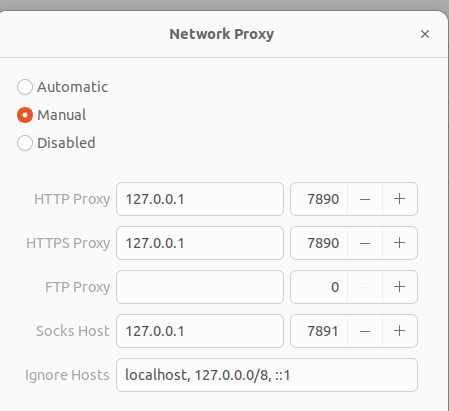 Network Proxy ×
Automatic
Manual
Disabled
HTTP Proxy 127.0.0.1 7890 − +
HTTPS Proxy 127.0.0.1 7890 − +
FTP Proxy 0 − +
Socks Host 127.0.0.1 7891 − +
Ignore Hosts localhost, 127.0.0.0/8, ::1